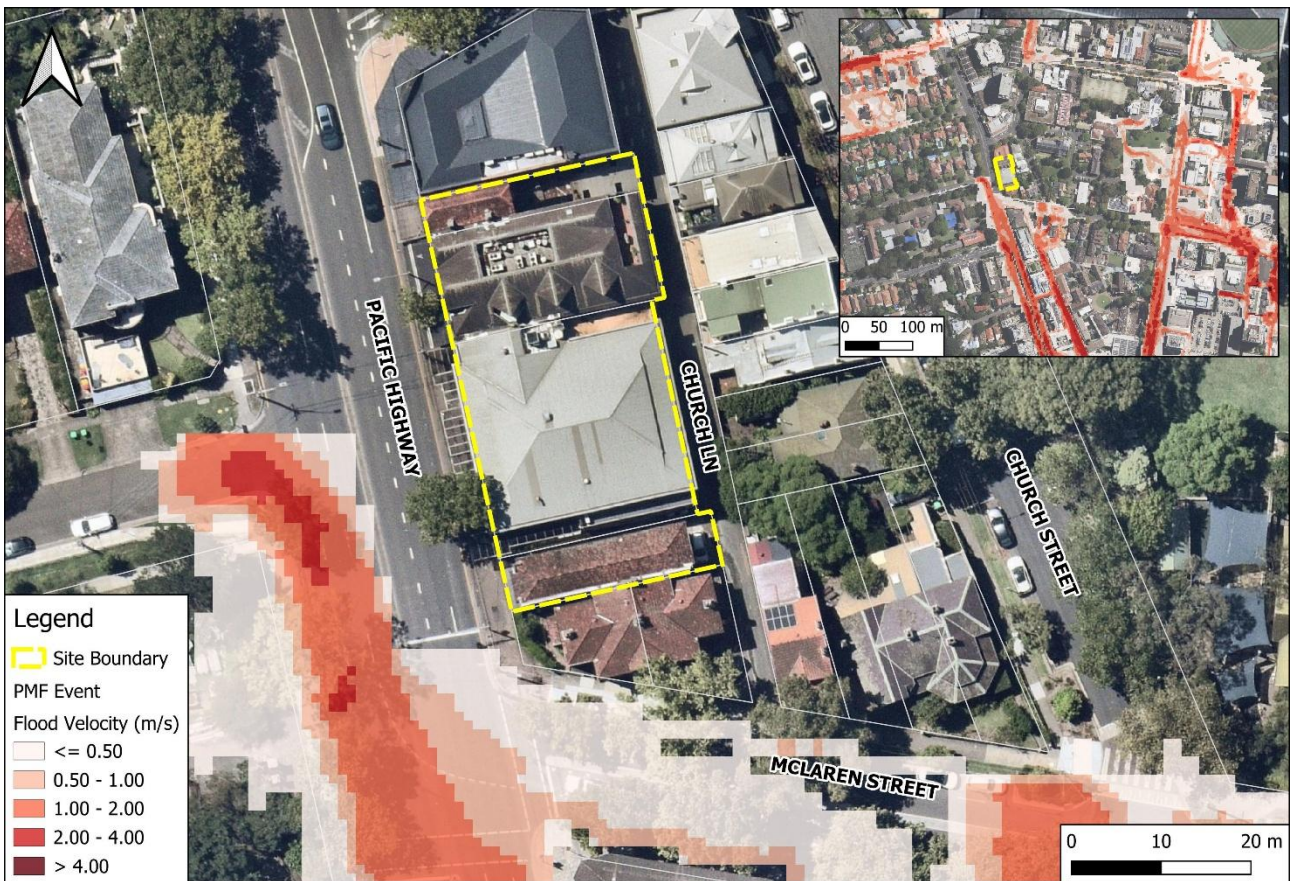 0 50 100 m
PACIFIC HIGHWAY
CHURCH LN
CHURCH STREET
MCLAREN STREET
Legend
Site Boundary
PMF Event
Flood Velocity (m/s)
<= 0.50
0.50 - 1.00
1.00 - 2.00
2.00 - 4.00
> 4.00
0 10 20 m